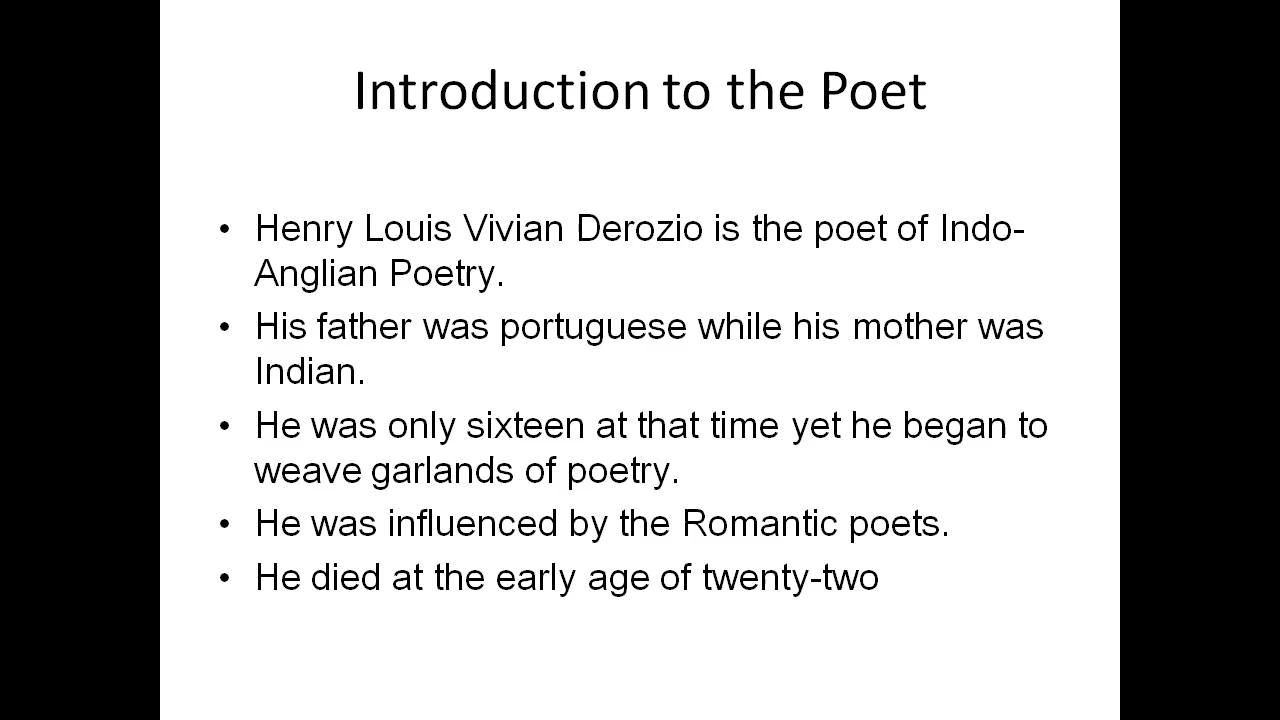 Introduction to the Poet
• Henry Louis Vivian Derozio is the poet of Indo-
Anglian Poetry.
• His father was portuguese while his mother was
Indian.
• He was only sixteen at that time yet he began to
weave garlands of poetry.
• He was influenced by the Romantic poets.
• He died at the early age of twenty-two